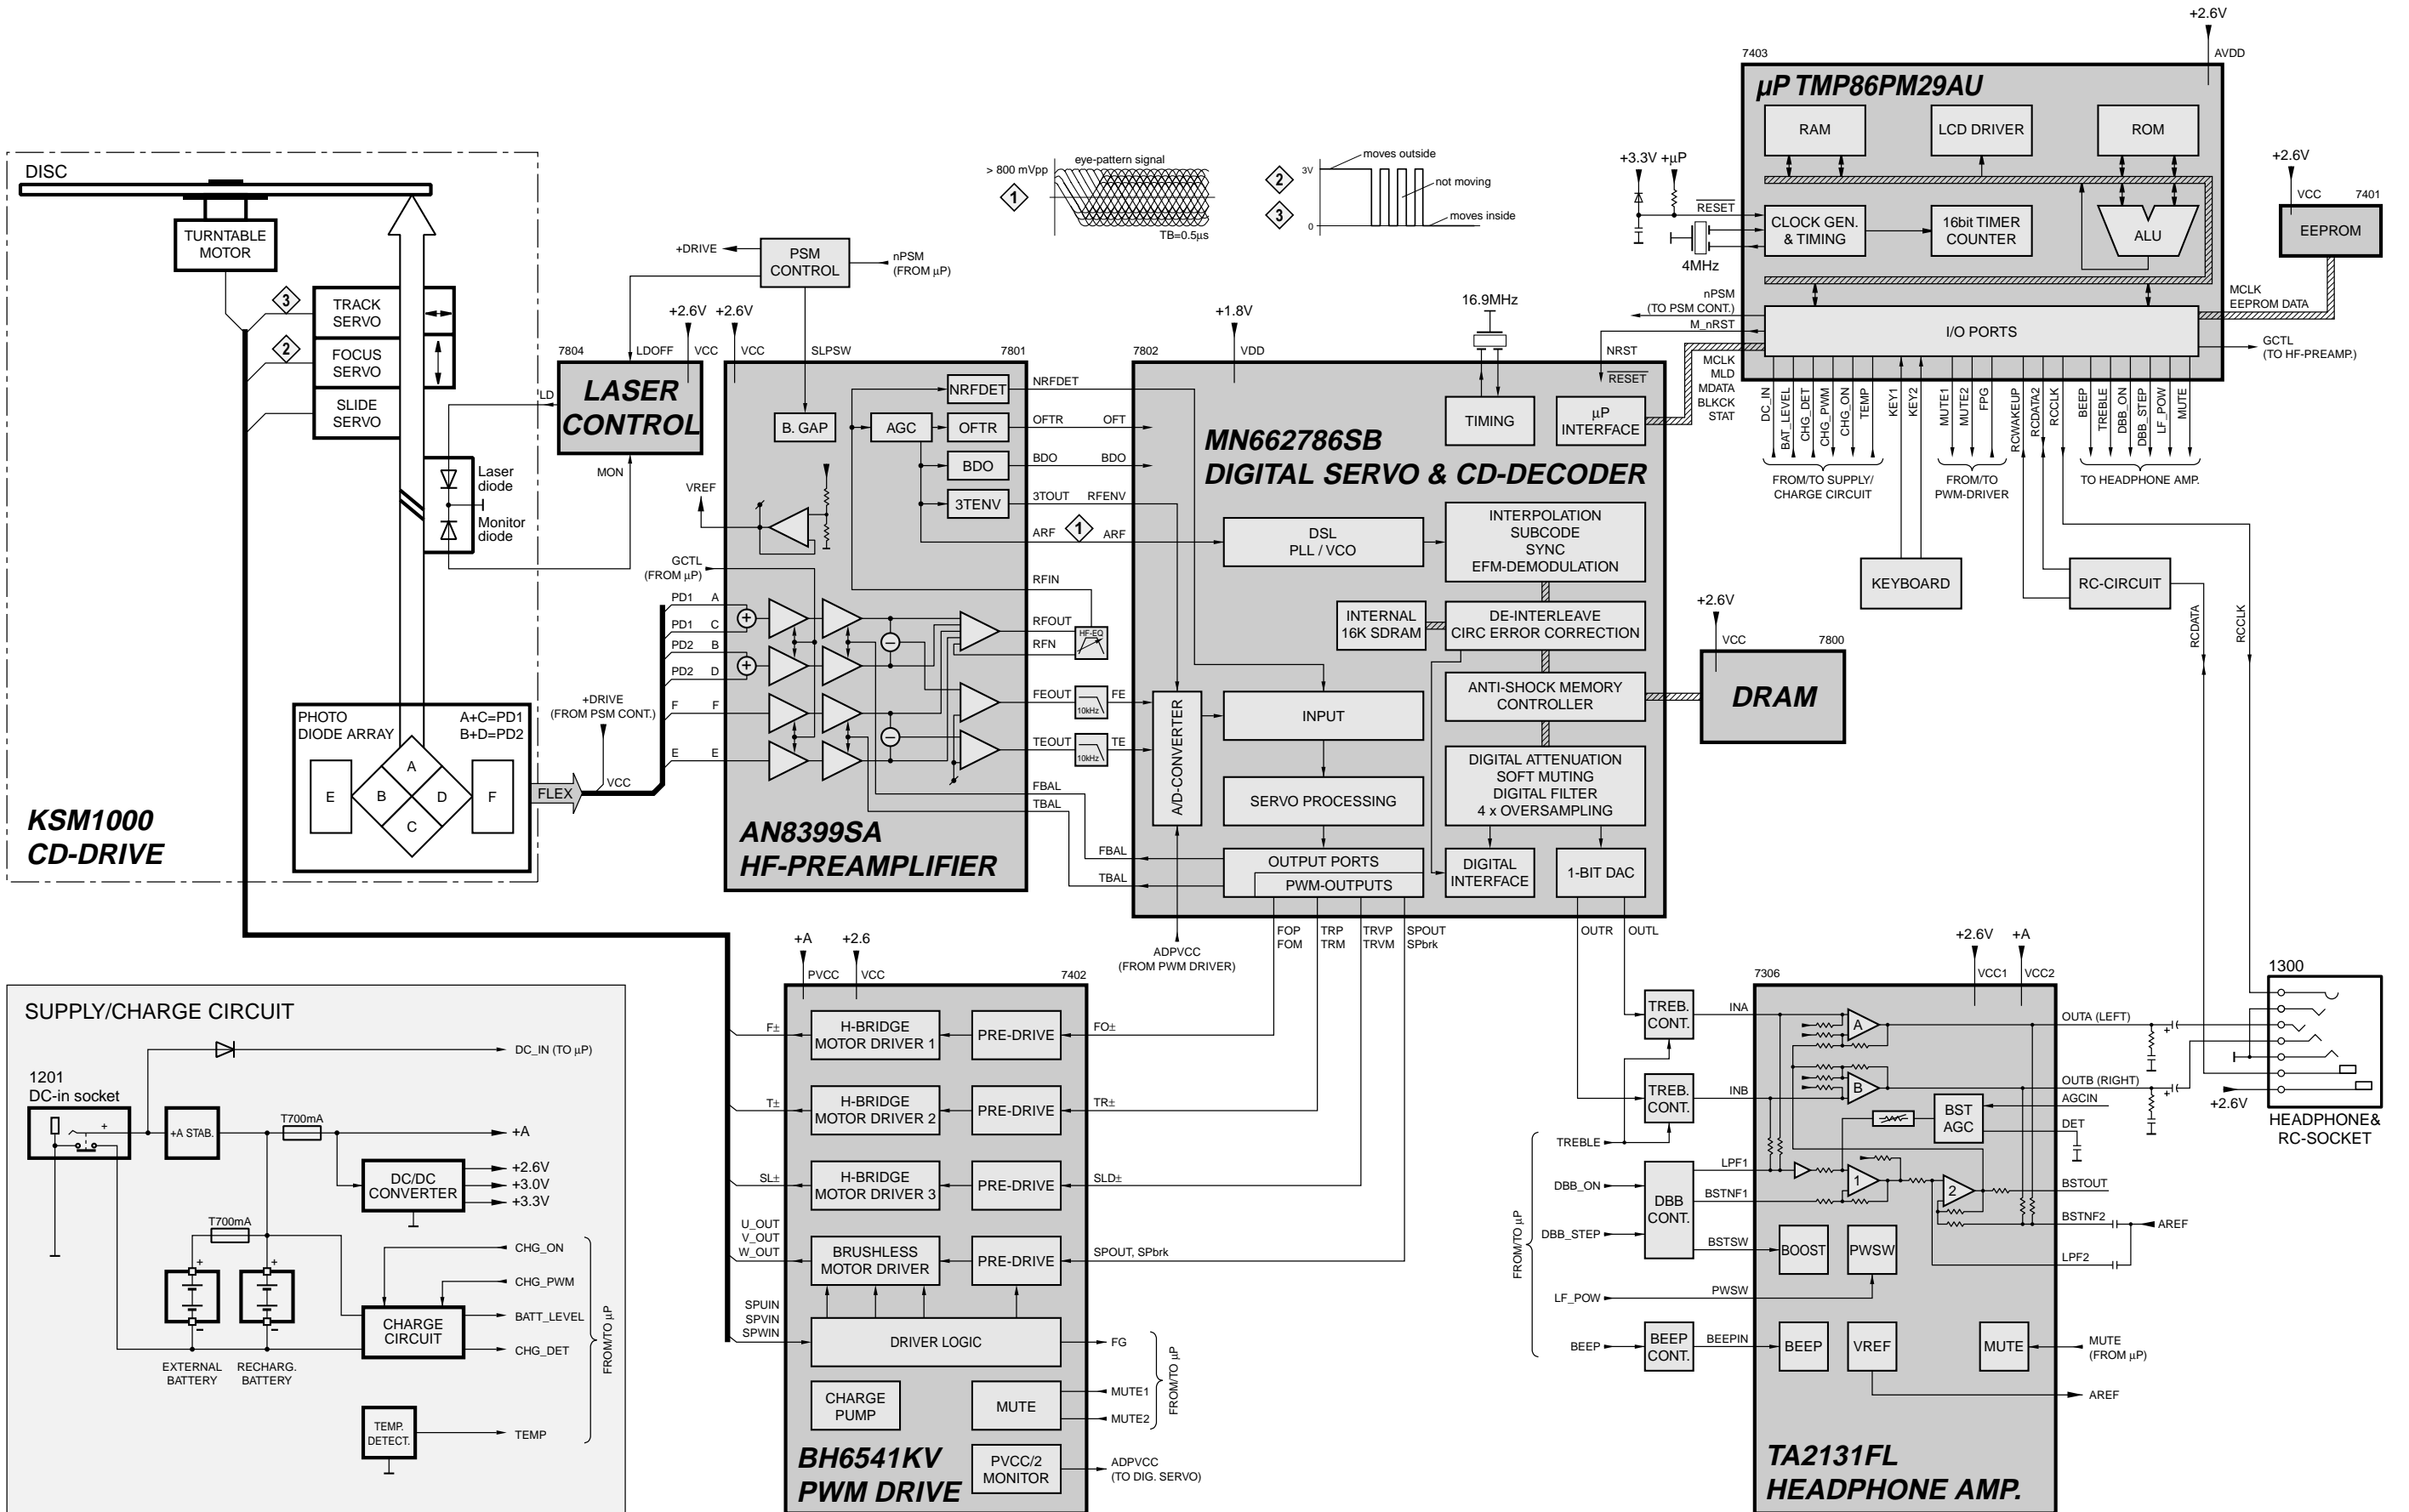 DISC
TURNTABLE
MOTOR
3
TRACK
SERVO
2
FOCUS
SERVO
SLIDE
SERVO
Laser
diode
Monitor
diode
PHOTO
DIODE ARRAY
A+C=PD1
B+D=PD2
A
E
B
D
F
C
KSM1000
CD-DRIVE
FLEX
VCC
+DRIVE
(FROM PSM CONT.)
+DRIVE
PSM
CONTROL
nPSM
(FROM µP)
+2.6V
+2.6V
7804
LDOFF
VCC
LASER
CONTROL
LD
MON
> 800 mVpp
eye-pattern signal
1
TB=0.5µs
2
3
3V
0
moves outside
not moving
moves inside
VCC
SLPSW
7801
B. GAP
AGC
NRFDET
OFTR
BDO
3TENV
VREF
GCTL
(FROM µP)
PD1 A
PD1 C
PD2 B
PD2 D
F F
E E
AN8399SA
HF-PREAMPLIFIER
NRFDET
OFTR OFT
BDO BDO
3TOUT RFENV
ARF 1 ARF
RFIN
RFOUT
RFN
HF-EQ
FEOUT 10kHz FE
TEOUT 10kHz TE
FBAL
TBAL
FBAL
TBAL
+1.8V
7802
VDD
16.9MHz
NRST
RESET
TIMING
µP
INTERFACE
MN662786SB
DIGITAL SERVO & CD-DECODER
DSL
PLL / VCO
INTERPOLATION
SUBCODE
SYNC
EFM-DEMODULATION
INTERNAL
16K SDRAM
DE-INTERLEAVE
CIRC ERROR CORRECTION
ANTI-SHOCK MEMORY
CONTROLLER
A/D-CONVERTER
INPUT
SERVO PROCESSING
DIGITAL ATTENUATION
SOFT MUTING
DIGITAL FILTER
4 x OVERSAMPLING
OUTPUT PORTS
PWM-OUTPUTS
DIGITAL
INTERFACE
1-BIT DAC
ADPVCC
(FROM PWM DRIVER)
FOP
FOM
TRP
TRM
TRVP
TRVM
SPOUT
SPbrk
OUTR
OUTL
+2.6V
VCC
7800
DRAM
+2.6V
7403
AVDD
µP TMP86PM29AU
RAM
LCD DRIVER
ROM
+3.3V +µP
RESET
4MHz
CLOCK GEN.
& TIMING
16bit TIMER
COUNTER
ALU
nPSM
(TO PSM CONT.)
M_nRST
I/O PORTS
MCLK
MLD
MDATA
BLKCK
STAT
+2.6V
VCC
7401
EEPROM
MCLK
EEPROM DATA
GCTL
(TO HF-PREAMP.)
DC_IN
BAT_LEVEL
CHG_DET
CHG_PWM
CHG_ON
TEMP
KEY1
KEY2
MUTE1
MUTE2
FPG
RCWAKEUP
RCDATA2
RCCLK
BEEP
TREBLE
DBB_ON
DBB_STEP
LF_POW
MUTE
FROM/TO SUPPLY/
CHARGE CIRCUIT
FROM/TO
PWM-DRIVER
TO HEADPHONE AMP.
KEYBOARD
RC-CIRCUIT
RCDATA
RCCLK
SUPPLY/CHARGE CIRCUIT
DC_IN (TO µP)
1201
DC-in socket
+
+A STAB.
T700mA
+A
DC/DC
CONVERTER
+2.6V
+3.0V
+3.3V
T700mA
+
-
+
-
EXTERNAL
BATTERY
RECHARG.
BATTERY
CHARGE
CIRCUIT
CHG_ON
CHG_PWM
BATT_LEVEL
CHG_DET
FROM/TO µP
TEMP.
DETECT.
TEMP
+A
+2.6
PVCC
VCC
7402
F±
H-BRIDGE
MOTOR DRIVER 1
PRE-DRIVE
FO±
T±
H-BRIDGE
MOTOR DRIVER 2
PRE-DRIVE
TR±
SL±
H-BRIDGE
MOTOR DRIVER 3
PRE-DRIVE
SLD±
U_OUT
V_OUT
W_OUT
BRUSHLESS
MOTOR DRIVER
PRE-DRIVE
SPOUT, SPbrk
SPUIN
SPVIN
SPWIN
DRIVER LOGIC
FG
CHARGE
PUMP
MUTE
MUTE1
MUTE2
FROM/TO µP
PVCC/2
MONITOR
ADPVCC
(TO DIG. SERVO)
BH6541KV
PWM DRIVE
+2.6V
+A
7306
VCC1
VCC2
TREB.
CONT.
INA
TREB.
CONT.
INB
TREBLE
DBB_ON
DBB_STEP
DBB
CONT.
LPF1
BSTNF1
BSTSW
LF_POW
PWSW
BEEP
BEEP
CONT.
BEEPIN
FROM/TO µP
A
B
1
2
BST
AGC
BOOST
PWSW
BEEP
VREF
MUTE
OUTA (LEFT)
+
OUTB (RIGHT)
+
AGCIN
DET
BSTOUT
BSTNF2
AREF
LPF2
MUTE
(FROM µP)
AREF
TA2131FL
HEADPHONE AMP.
1300
+2.6V
HEADPHONE&
RC-SOCKET